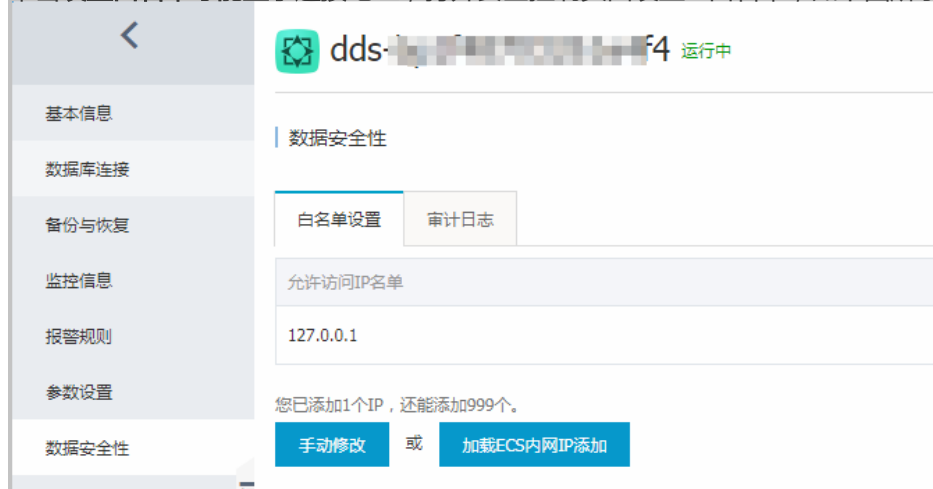 基本信息
数据库连接
备份与恢复
监控信息
报警规则
参数设置
数据安全性
dds- f4 运行中
数据安全性
白名单设置 审计日志
允许访问IP名单
127.0.0.1
您已添加1个IP，还能添加999个。
手动修改 或 加载ECS内网IP添加